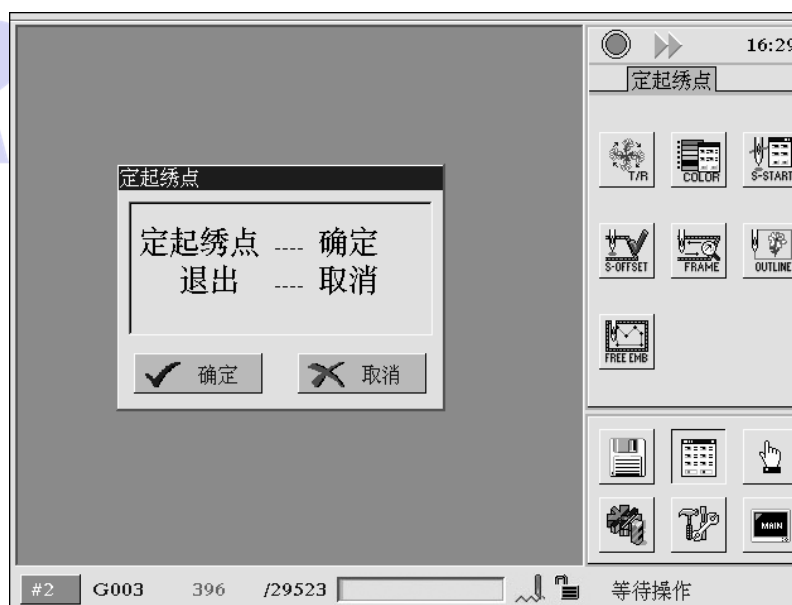 16:29
定起绣点
T/R
COLOR
S-START
S-OFFSET
FRAME
OUTLINE
FREE EMB
定起绣点
定起绣点 .... 确定
退出 .... 取消
确定
取消
MAIN
#2 G003 396 /29523
等待操作